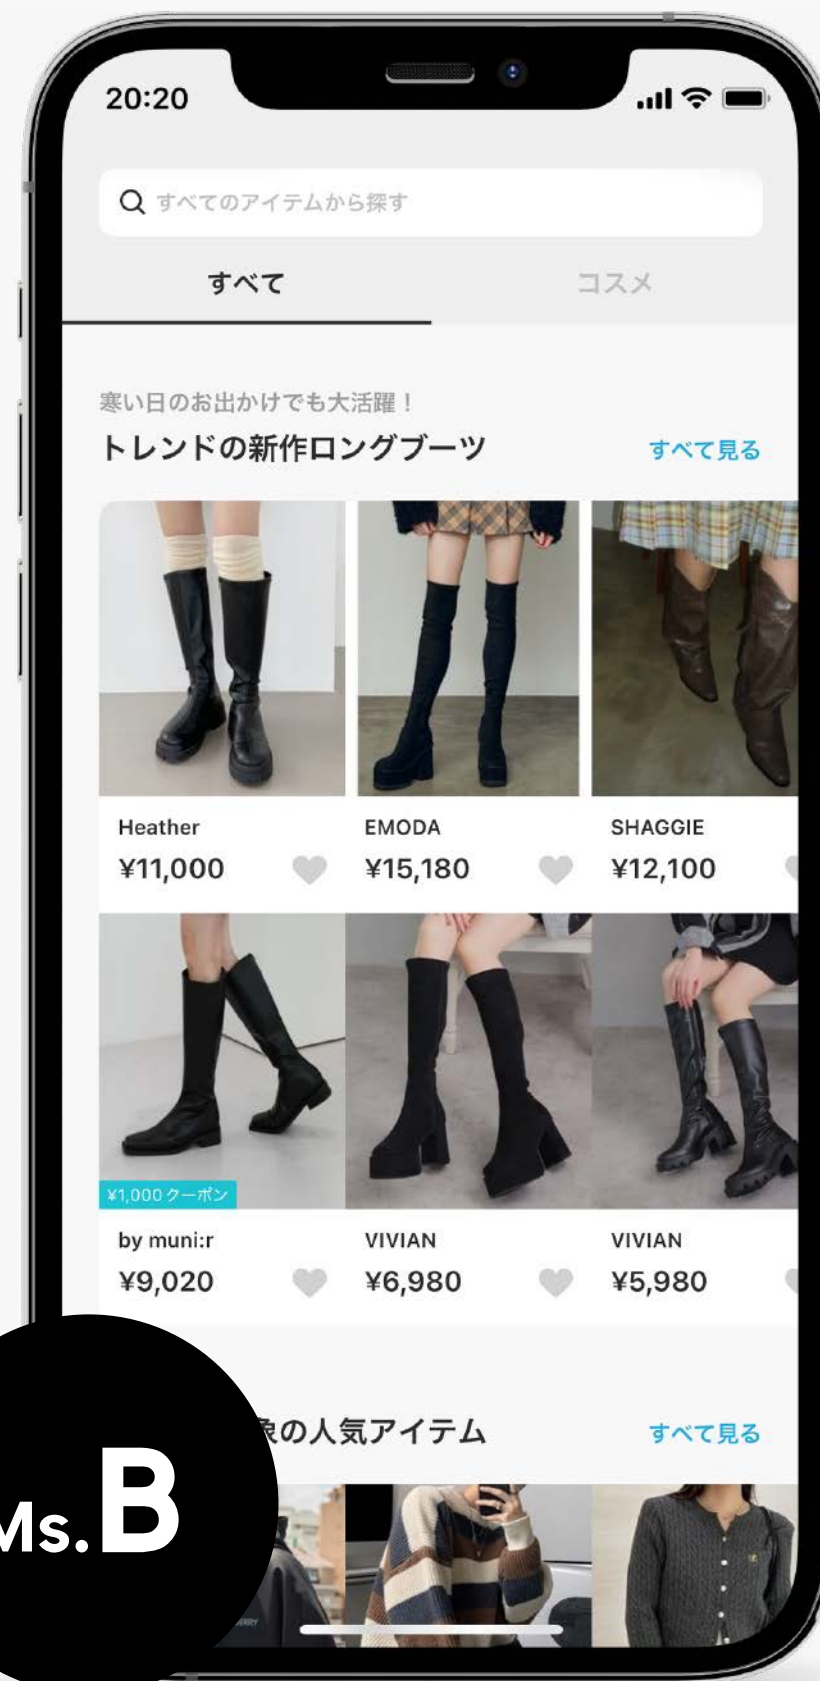 20:20
すべてのアイテムから探す
すべて コスメ
寒い日のお出かけでも大活躍！
トレンドの新作ロングブーツ すべて見る
Heather EMODA SHAGGIE
¥11,000 ¥15,180 ¥12,100
¥1,000 クーポン
by muni:r VIVIAN VIVIAN
¥9,020 ¥6,980 ¥5,980
象の人気アイテム すべて見る
Ms.B